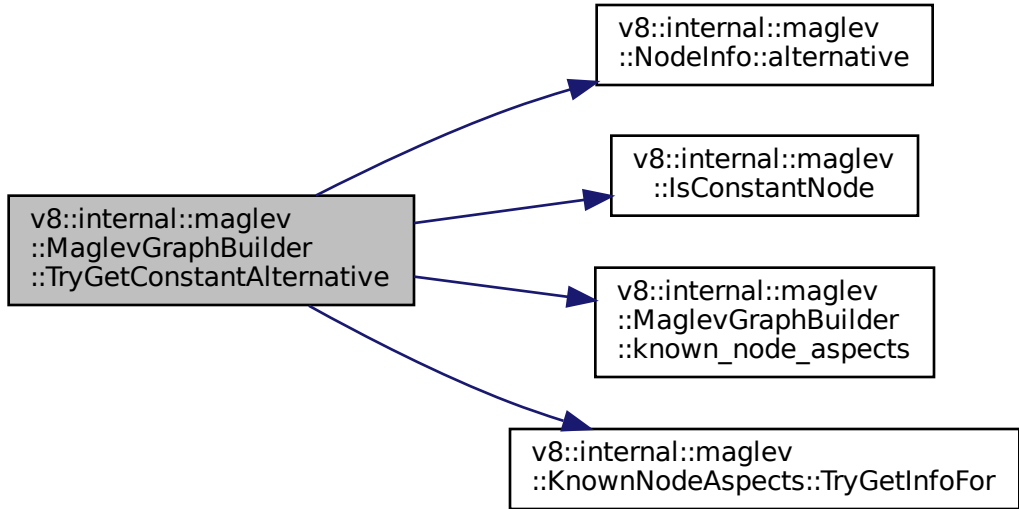 v8::internal::maglev
::NodeInfo::alternative
v8::internal::maglev
::IsConstantNode
v8::internal::maglev
::MaglevGraphBuilder
::TryGetConstantAlternative
v8::internal::maglev
::MaglevGraphBuilder
::known_node_aspects
v8::internal::maglev
::KnownNodeAspects::TryGetInfoFor